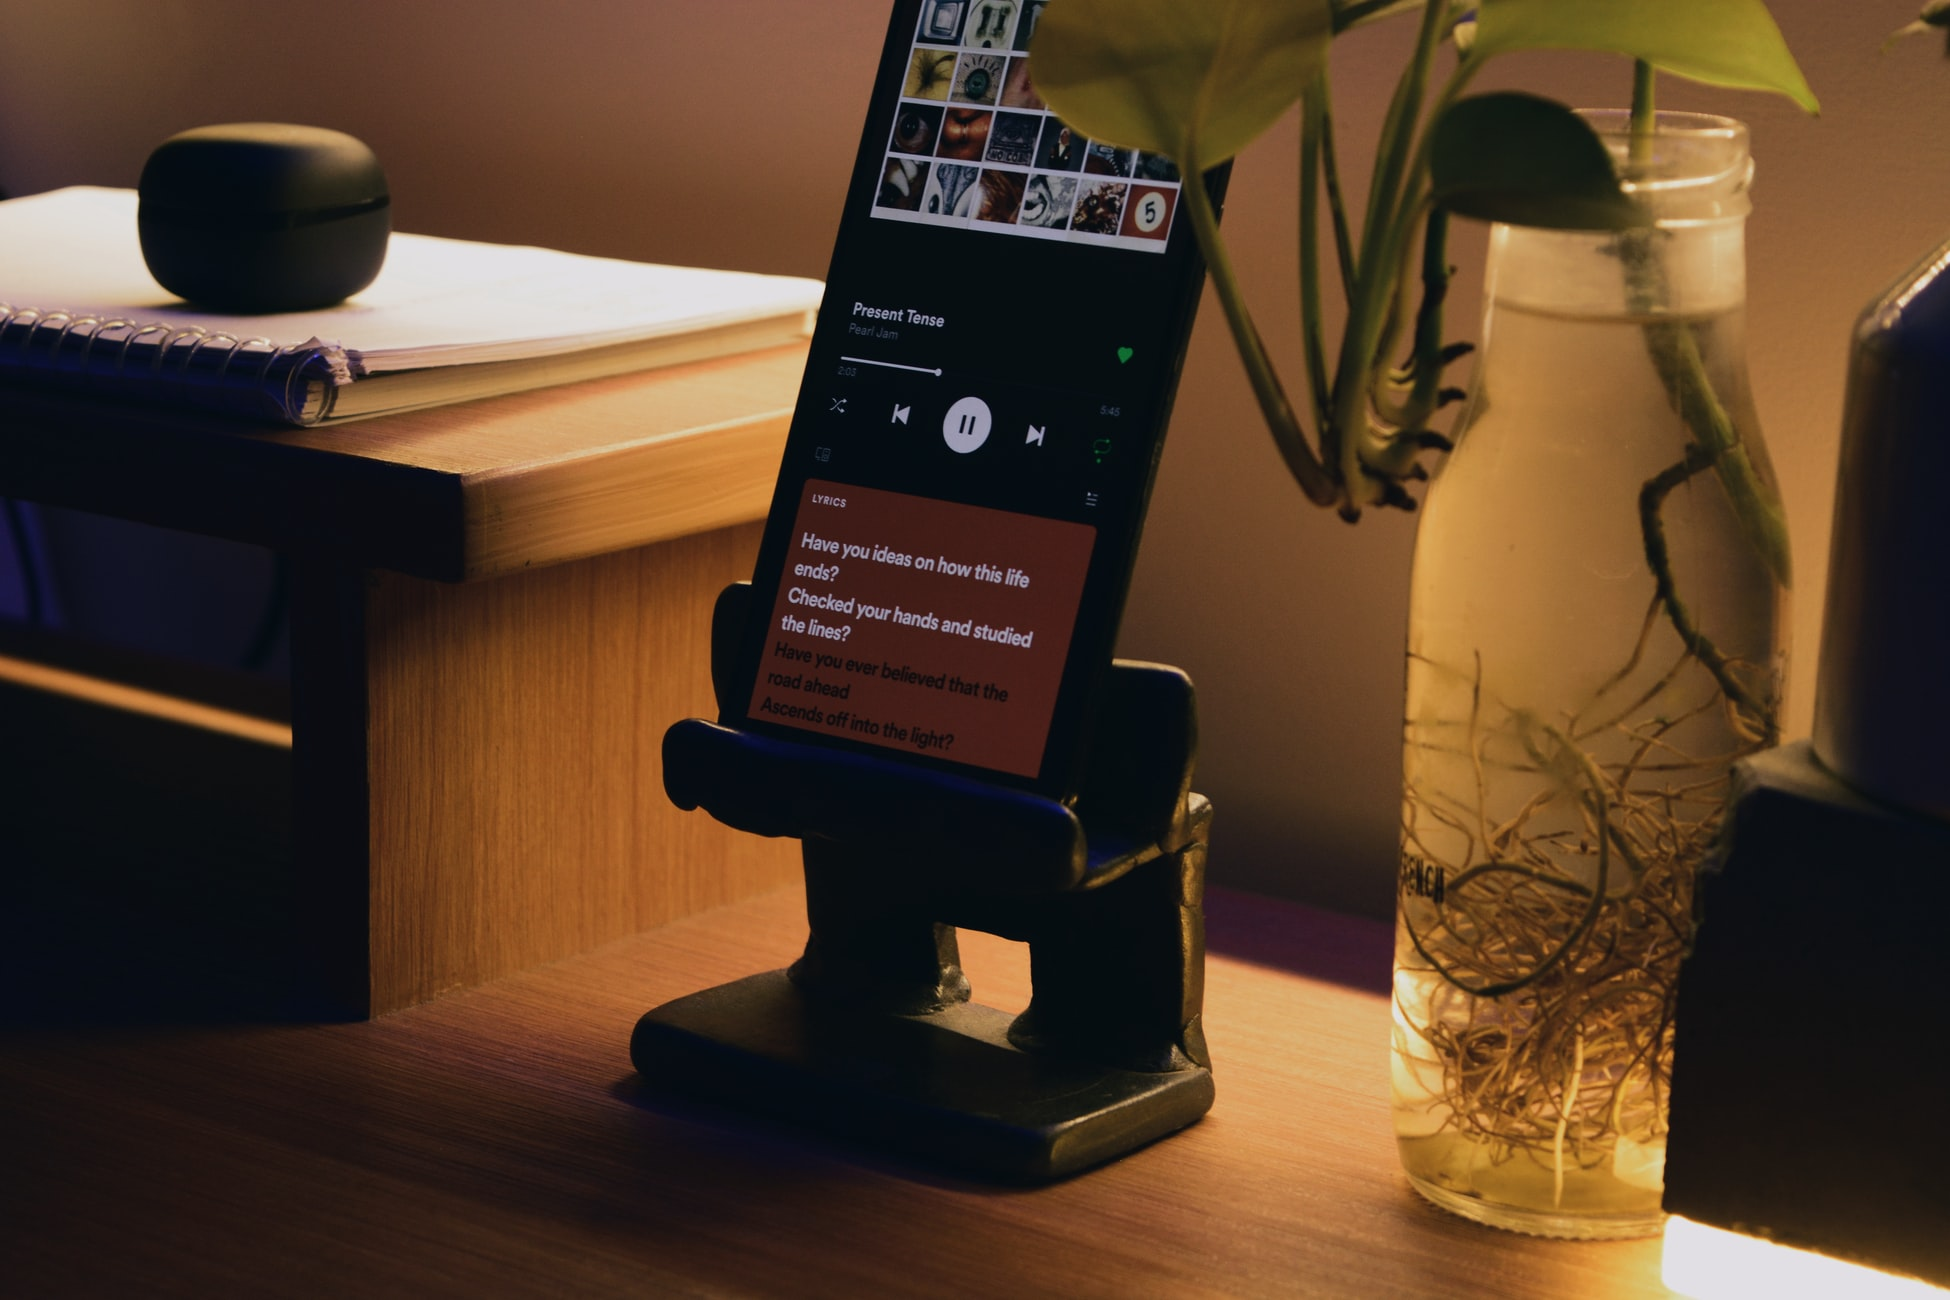 5
Present Tense
Pearl Jam
2:03
5:45
LYRICS
Have you ideas on how this life
ends?
Checked your hands and studied
the lines?
Have you ever believed that the
road ahead
Ascends off into the light?